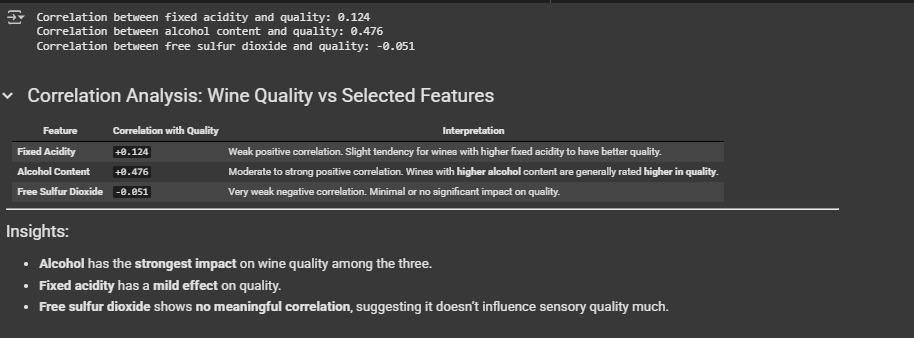 Correlation between fixed acidity and quality: 0.124
Correlation between alcohol content and quality: 0.476
Correlation between free sulfur dioxide and quality: -0.051
Correlation Analysis: Wine Quality vs Selected Features
Feature Correlation with Quality Interpretation
Fixed Acidity +0.124 Weak positive correlation. Slight tendency for wines with higher fixed acidity to have better quality.
Alcohol Content +0.476 Moderate to strong positive correlation. Wines with higher alcohol content are generally rated higher in quality.
Free Sulfur Dioxide -0.051 Very weak negative correlation. Minimal or no significant impact on quality.
Insights:
• Alcohol has the strongest impact on wine quality among the three.
• Fixed acidity has a mild effect on quality.
• Free sulfur dioxide shows no meaningful correlation, suggesting it doesn’t influence sensory quality much.